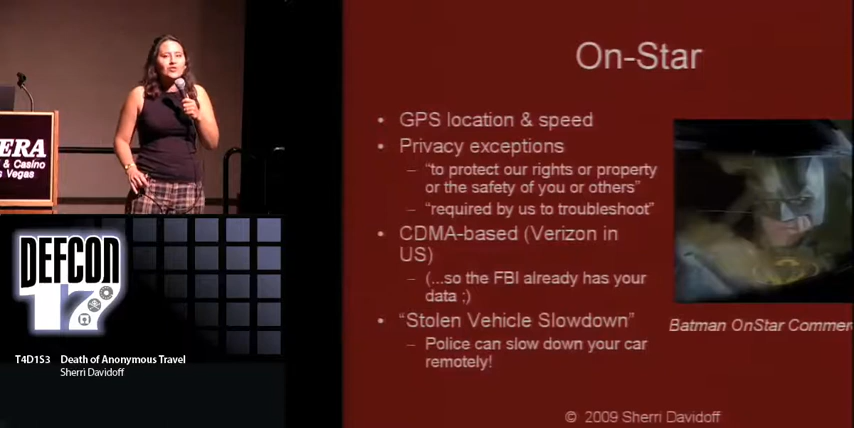 ERA
& Casino
s Vegas
DEFCON
17
T4D1S3 Death of Anonymous Travel
Sherri Davidoff
On-Star
• GPS location & speed
• Privacy exceptions
– “to protect our rights or property
or the safety of you or others”
– “required by us to troubleshoot”
• CDMA-based (Verizon in
US)
– (...so the FBI already has your
data ;)
• “Stolen Vehicle Slowdown”
– Police can slow down your car
remotely!
Batman OnStar Commer
© 2009 Sherri Davidoff